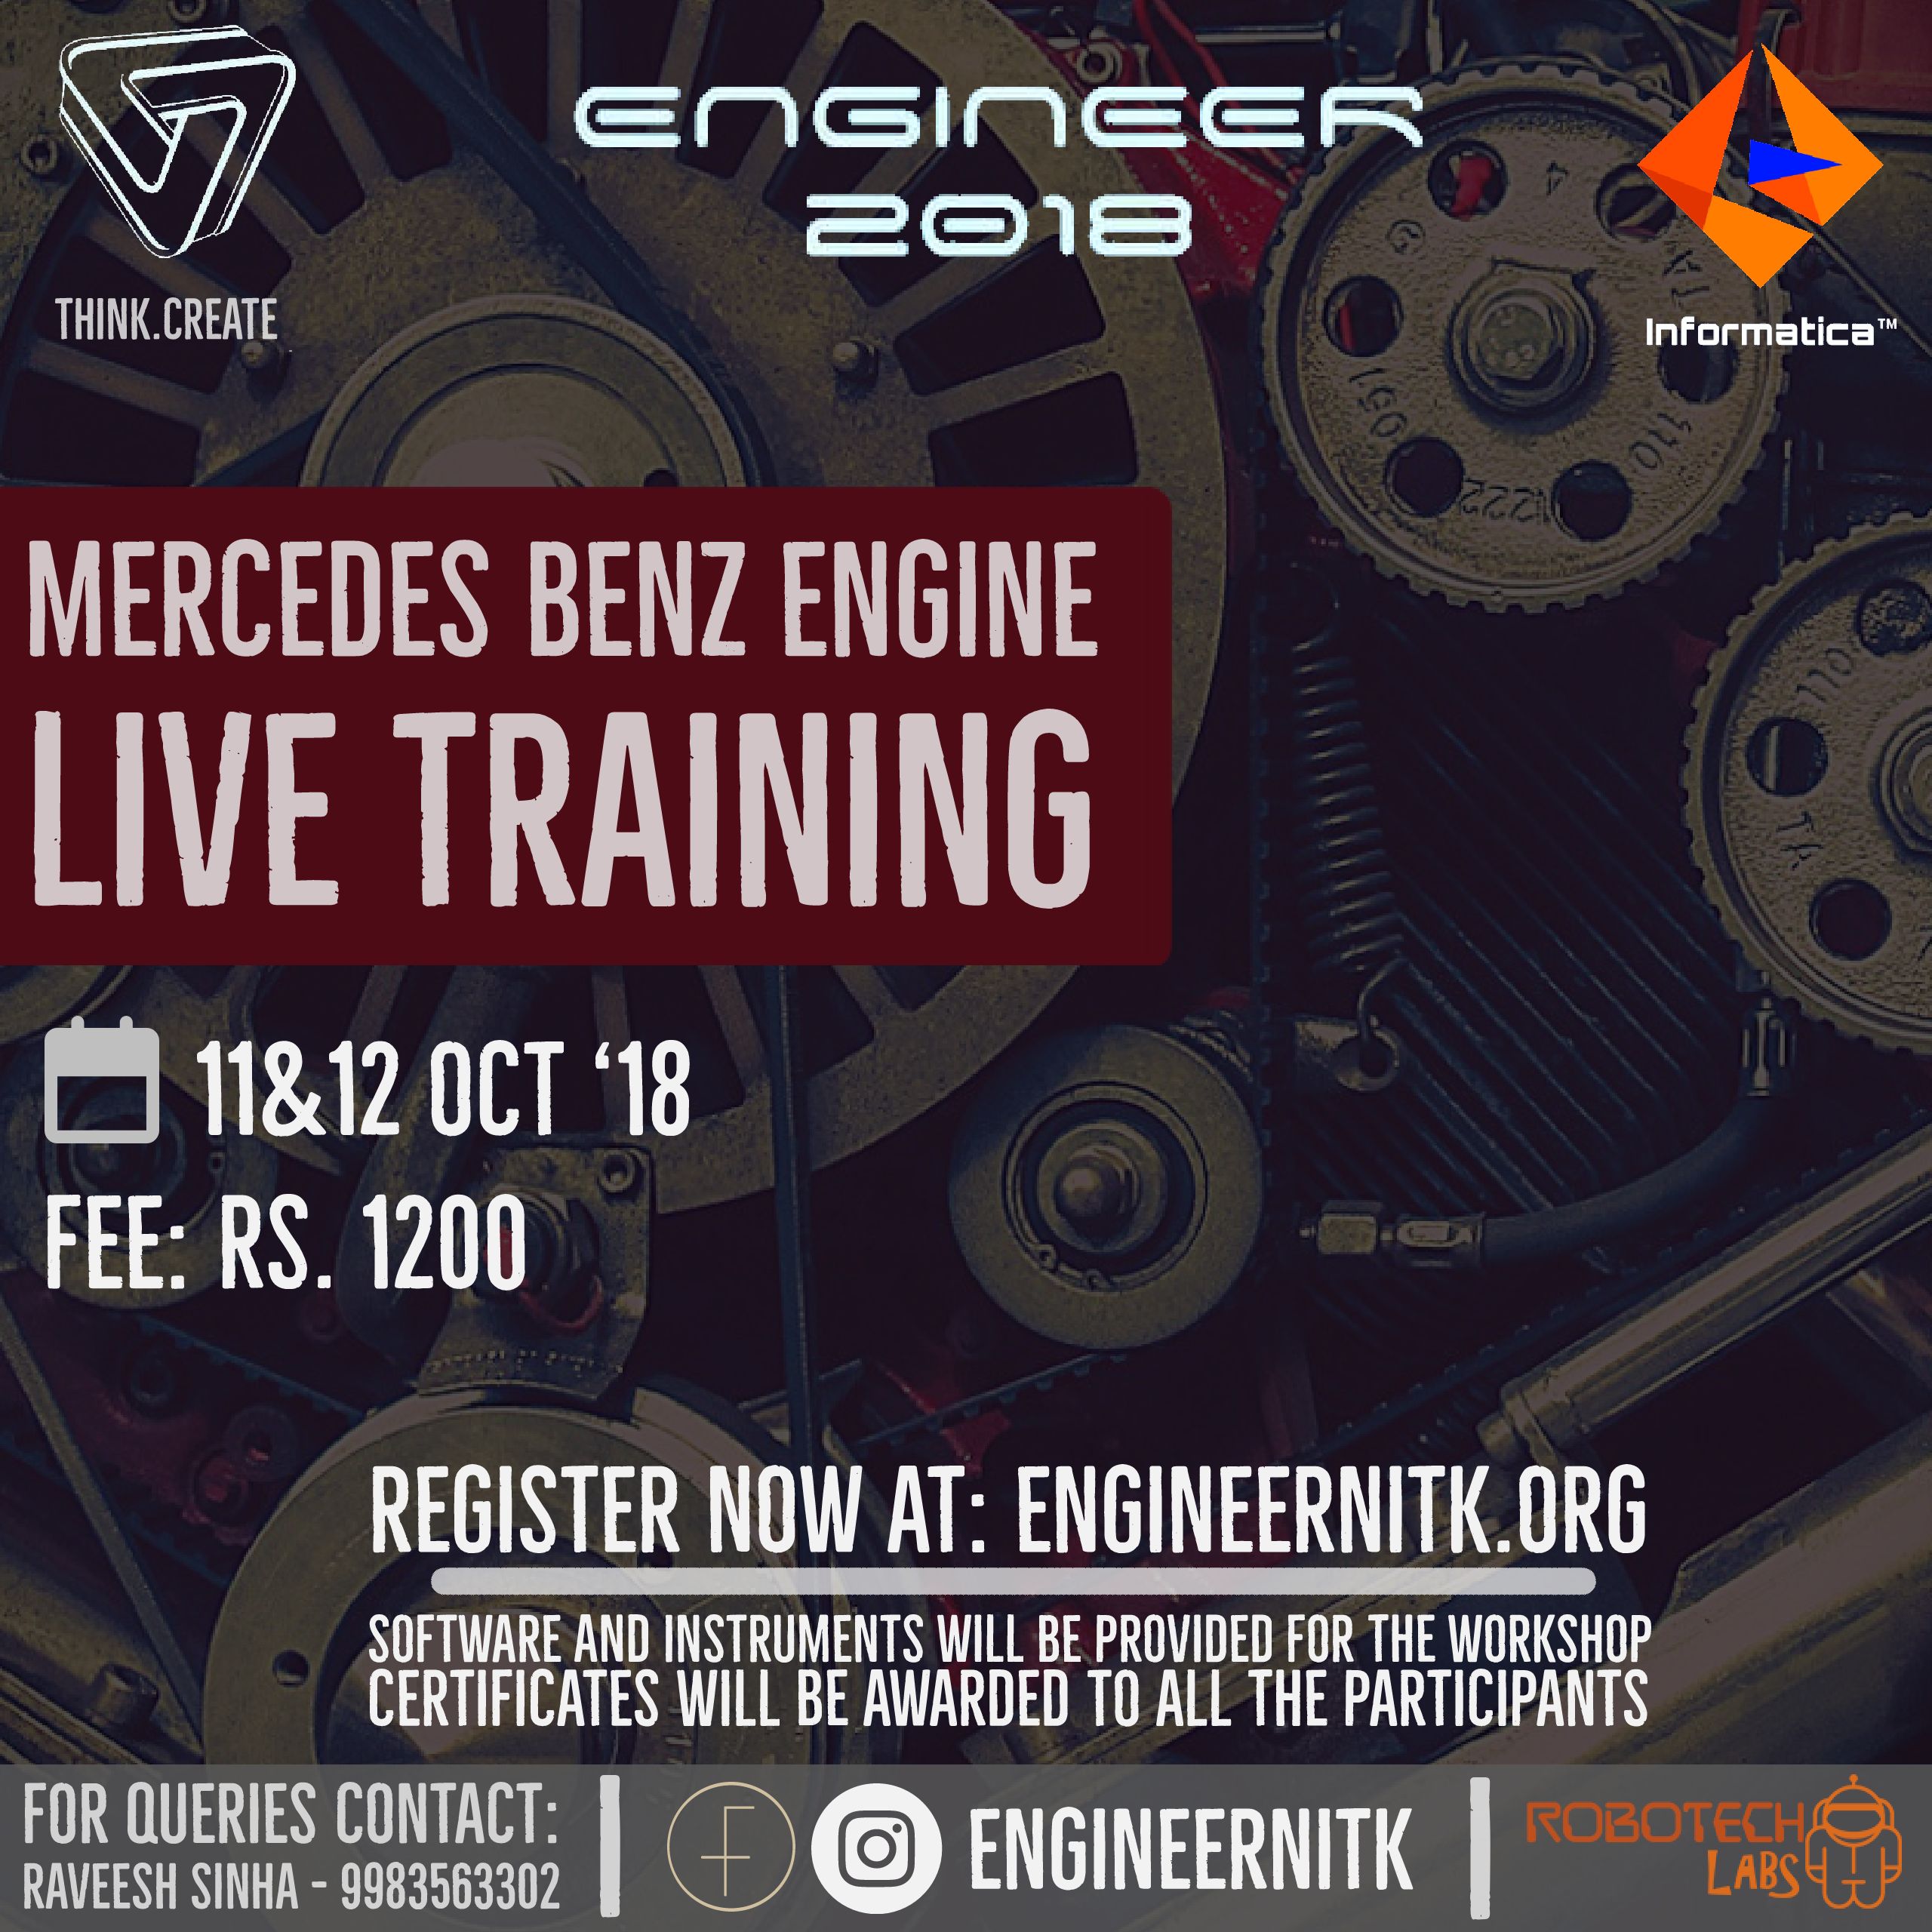 ENGINEER
2018
THINK.CREATE
Informatica™
MERCEDES BENZ ENGINE
LIVE TRAINING
11&12 OCT ‘18
FEE: RS. 1200
REGISTER NOW AT: ENGINEERNITK.ORG
SOFTWARE AND INSTRUMENTS WILL BE PROVIDED FOR THE WORKSHOP
CERTIFICATES WILL BE AWARDED TO ALL THE PARTICIPANTS
FOR QUERIES CONTACT:
RAVEESH SINHA - 9983563302
ENGINEERNITK
ROBOTECH
LABS